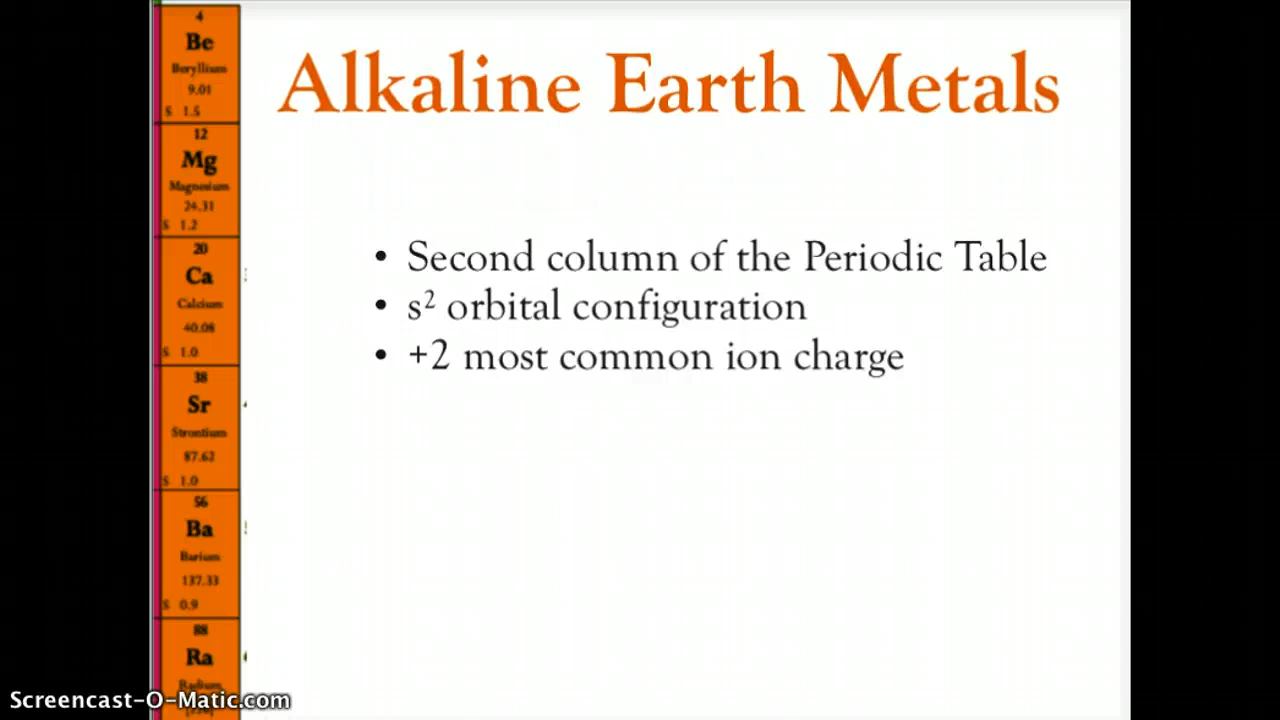 4
Be
Beryllium
9.01
S 1.5
12
Mg
Magnesium
24.31
S 1.2
20
Ca
Calcium
40.08
S 1.0
38
Sr
Strontium
87.62
S 1.0
56
Ba
Barium
137.33
S 0.9
88
Ra
Radium
Alkaline Earth Metals
• Second column of the Periodic Table
• s² orbital configuration
• +2 most common ion charge
Screencast-O-Matic.com